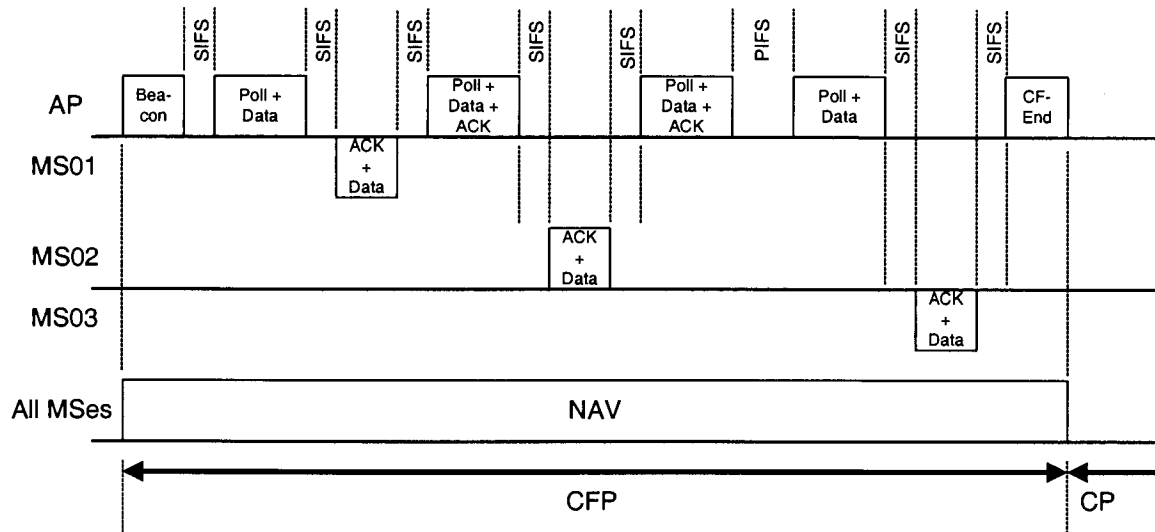 SIFS
SIFS
SIFS
SIFS
SIFS
PIFS
SIFS
SIFS
AP
Bea-
con
Poll +
Data
Poll +
Data +
ACK
Poll +
Data +
ACK
Poll +
Data
CF-
End
MS01
ACK
+
Data
MS02
ACK
+
Data
MS03
ACK
+
Data
All MSes
NAV
CFP
CP